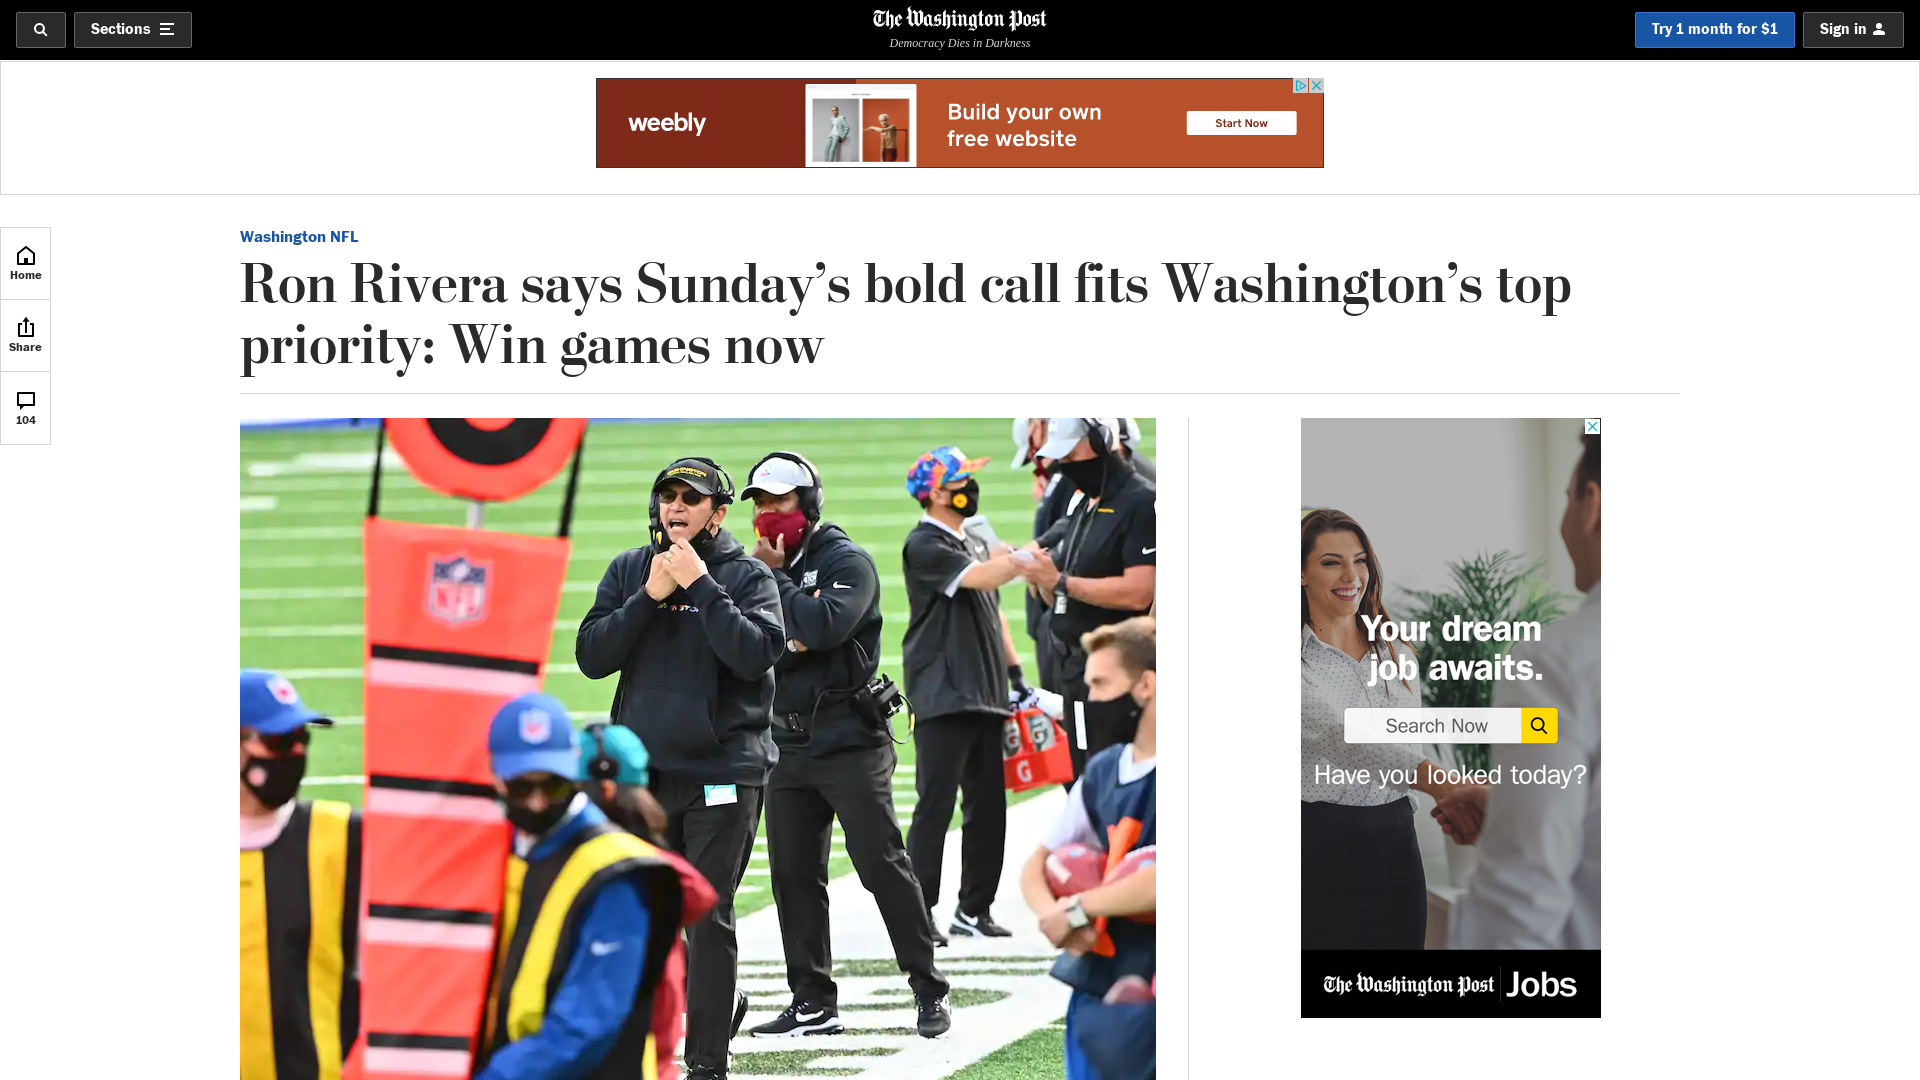 Sections
The Washington Post
Democracy Dies in Darkness
Try 1 month for $1
Sign in
weebly
Build your own
free website
Start Now
Home
Share
104
Washington NFL
Ron Rivera says Sunday’s bold call fits Washington’s top
priority: Win games now
NFL
G
G
Your dream
job awaits.
Search Now
Have you looked today?
The Washington Post
Jobs